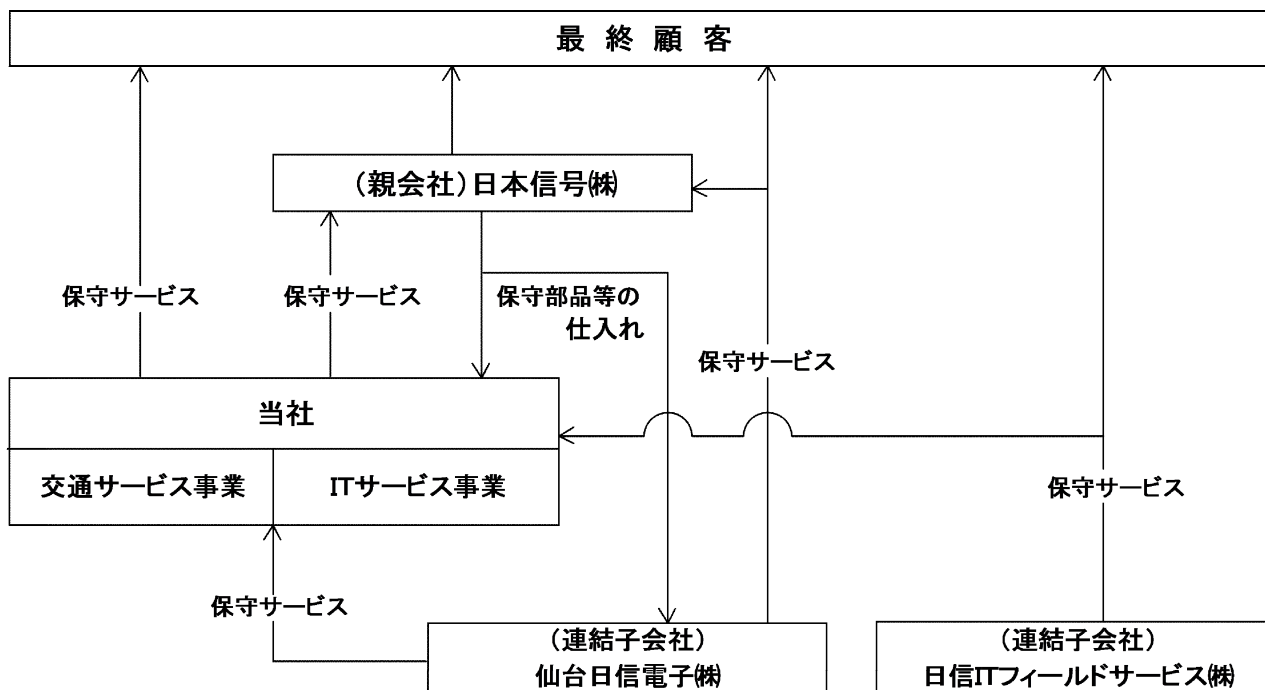 最終顧客
(親会社)日本信号㈱
保守サービス
保守サービス
保守部品等の
仕入れ
保守サービス
当社
交通サービス事業
ITサービス事業
保守サービス
保守サービス
(連結子会社)
仙台日信電子㈱
(連結子会社)
日信ITフィールドサービス㈱